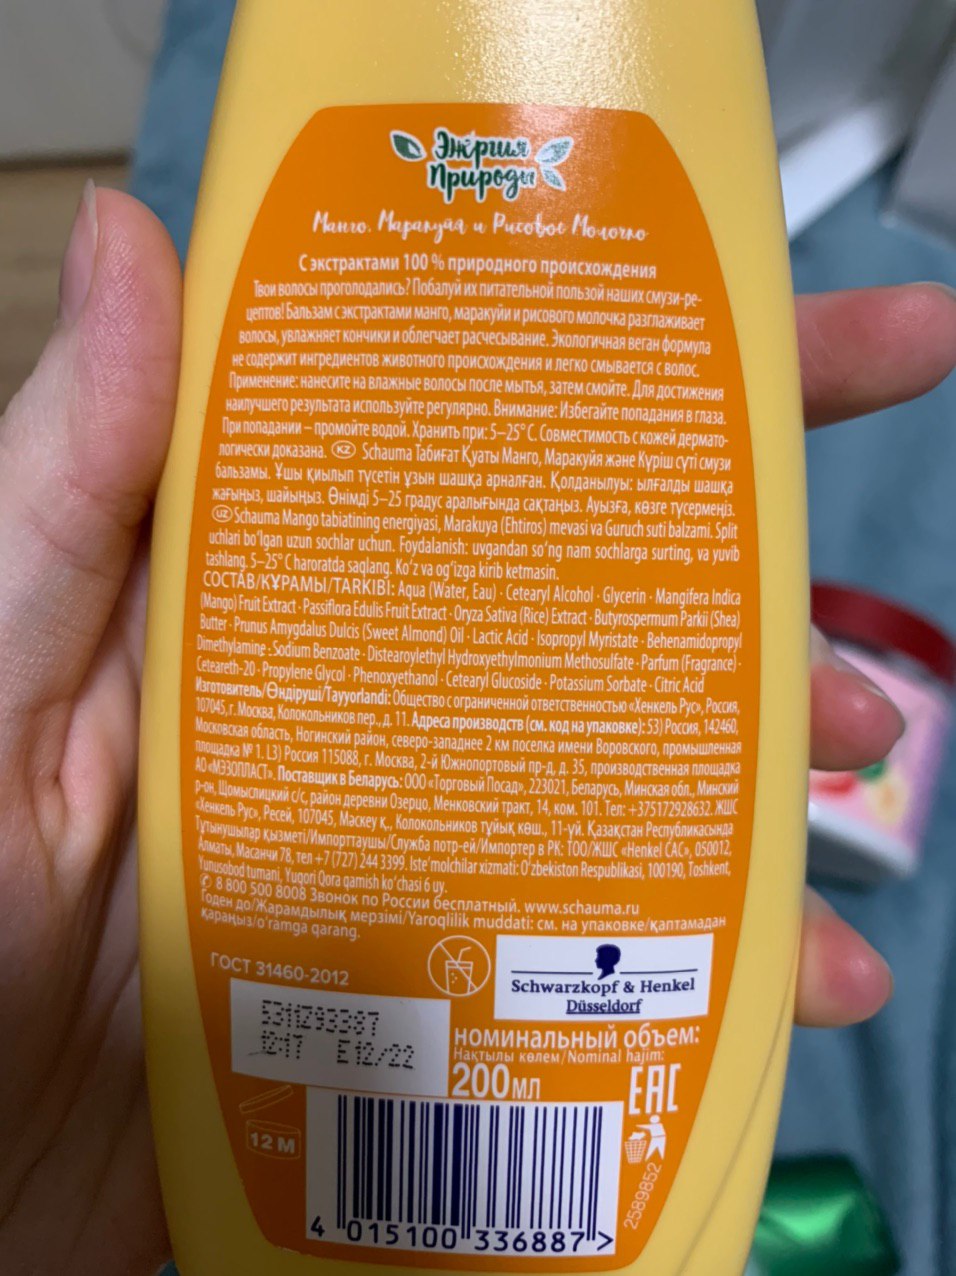 Энергия
Природы
Манго, Маракуйя и Рисовое Молочко
С экстрактами 100 % природного происхождения
Твои волосы проголодались? Побалуй их питательной пользой наших смузи-ре-
цептов! Бальзам с экстрактами манго, маракуйи и рисового молочка разглаживает
волосы, увлажняет кончики и облегчает расчесывание. Экологичная веган формула
не содержит ингредиентов животного происхождения и легко смывается с волос.
Применение: нанесите на влажные волосы после мытья, затем смойте. Для достижения
наилучшего результата используйте регулярно. Внимание: Избегайте попадания в глаза.
При попадании – промойте водой. Хранить при: 5–25° С. Совместимость с кожей дермато-
логически доказана. KZ Schauma Табиғат Қуаты Манго, Маракуйя және Күріш сүті смузи
бальзамы. Ұшы қиылып түсетін ұзын шашқа арналған. Қолданылуы: ылғалды шашқа
жағыңыз, шайыңыз. Өнімді 5–25 градус аралығында сақтаңыз. Ауызға, көзге түсермеңіз.
UZ Schauma Mango tabiatining energiyasi, Marakuya (Ehtiros) mevasi va Guruch suti balzami. Split
uchlari bo‘lgan uzun sochlar uchun. Foydalanish: uvgandan so‘ng nam sochlarga surting, va yuvib
tashlang. 5–25° C haroratda saqlang. Ko‘z va og‘izga kirib ketmasin.
СОСТАВ/ҚҰРАМЫ/TARKIBI: Aqua (Water, Eau) · Cetearyl Alcohol · Glycerin · Mangifera Indica
(Mango) Fruit Extract · Passiflora Edulis Fruit Extract · Oryza Sativa (Rice) Extract · Butyrospermum Parkii (Shea)
Butter · Prunus Amygdalus Dulcis (Sweet Almond) Oil · Lactic Acid · Isopropyl Myristate · Behenamidopropyl
Dimethylamine · Sodium Benzoate · Distearoylethyl Hydroxyethylmonium Methosulfate · Parfum (Fragrance) ·
Ceteareth-20 · Propylene Glycol · Phenoxyethanol · Cetearyl Glucoside · Potassium Sorbate · Citric Acid
Изготовитель/Өндіруші/Tayyorlandi: Общество с ограниченной ответственностью «Хенкель Рус», Россия,
107045, г. Москва, Колокольников пер., д. 11. Адреса производств (см. код на упаковке): 53) Россия, 142460,
Московская область, Ногинский район, северо-западнее 2 км поселка имени Воровского, промышленная
площадка № 1. L3) Россия 115088, г. Москва, 2-й Южнопортовый пр-д, д. 35, производственная площадка
АО «МЭЗОПЛАСТ». Поставщик в Беларусь: ООО «Торговый Посад», 223021, Беларусь, Минская обл., Минский
р-он, Щомыслицкий с/с, район деревни Озерцо, Менковский тракт, 14, ком. 101. Тел: +375172928632. ЖШС
«Хенкель Рус», Ресей, 107045, Мәскеу қ., Колокольников тұйық көш., 11-үй. Қазақстан Республикасында
Тұтынушылар қызметі/Импорттаушы/Служба потр-ей/Импортер в РК: ТОО/ЖШС «Henkel САС», 050012,
Алматы, Масанчи 78, тел +7 (727) 244 3399. Iste’molchilar xizmati: O‘zbekiston Respublikasi, 100190, Toshkent,
Yunusobod tumani, Yuqori Qora qamish ko‘chasi 6 uy.
8 800 500 8008 Звонок по России бесплатный. www.schauma.ru
Годен до/Жарамдылық мерзімі/Yaroqlilik muddati: см. на упаковке/қаптамадан
қараңыз/o‘ramga qarang.
ГОСТ 31460-2012
Schwarzkopf & Henkel
Düsseldorf
5311293387
10:17 E12/22
НОМИНАЛЬНЫЙ ОБЪЕМ:
Нақтылы көлем/Nominal hajim:
200МЛ
EAC
12 M
2589852
4 015100 336887 >